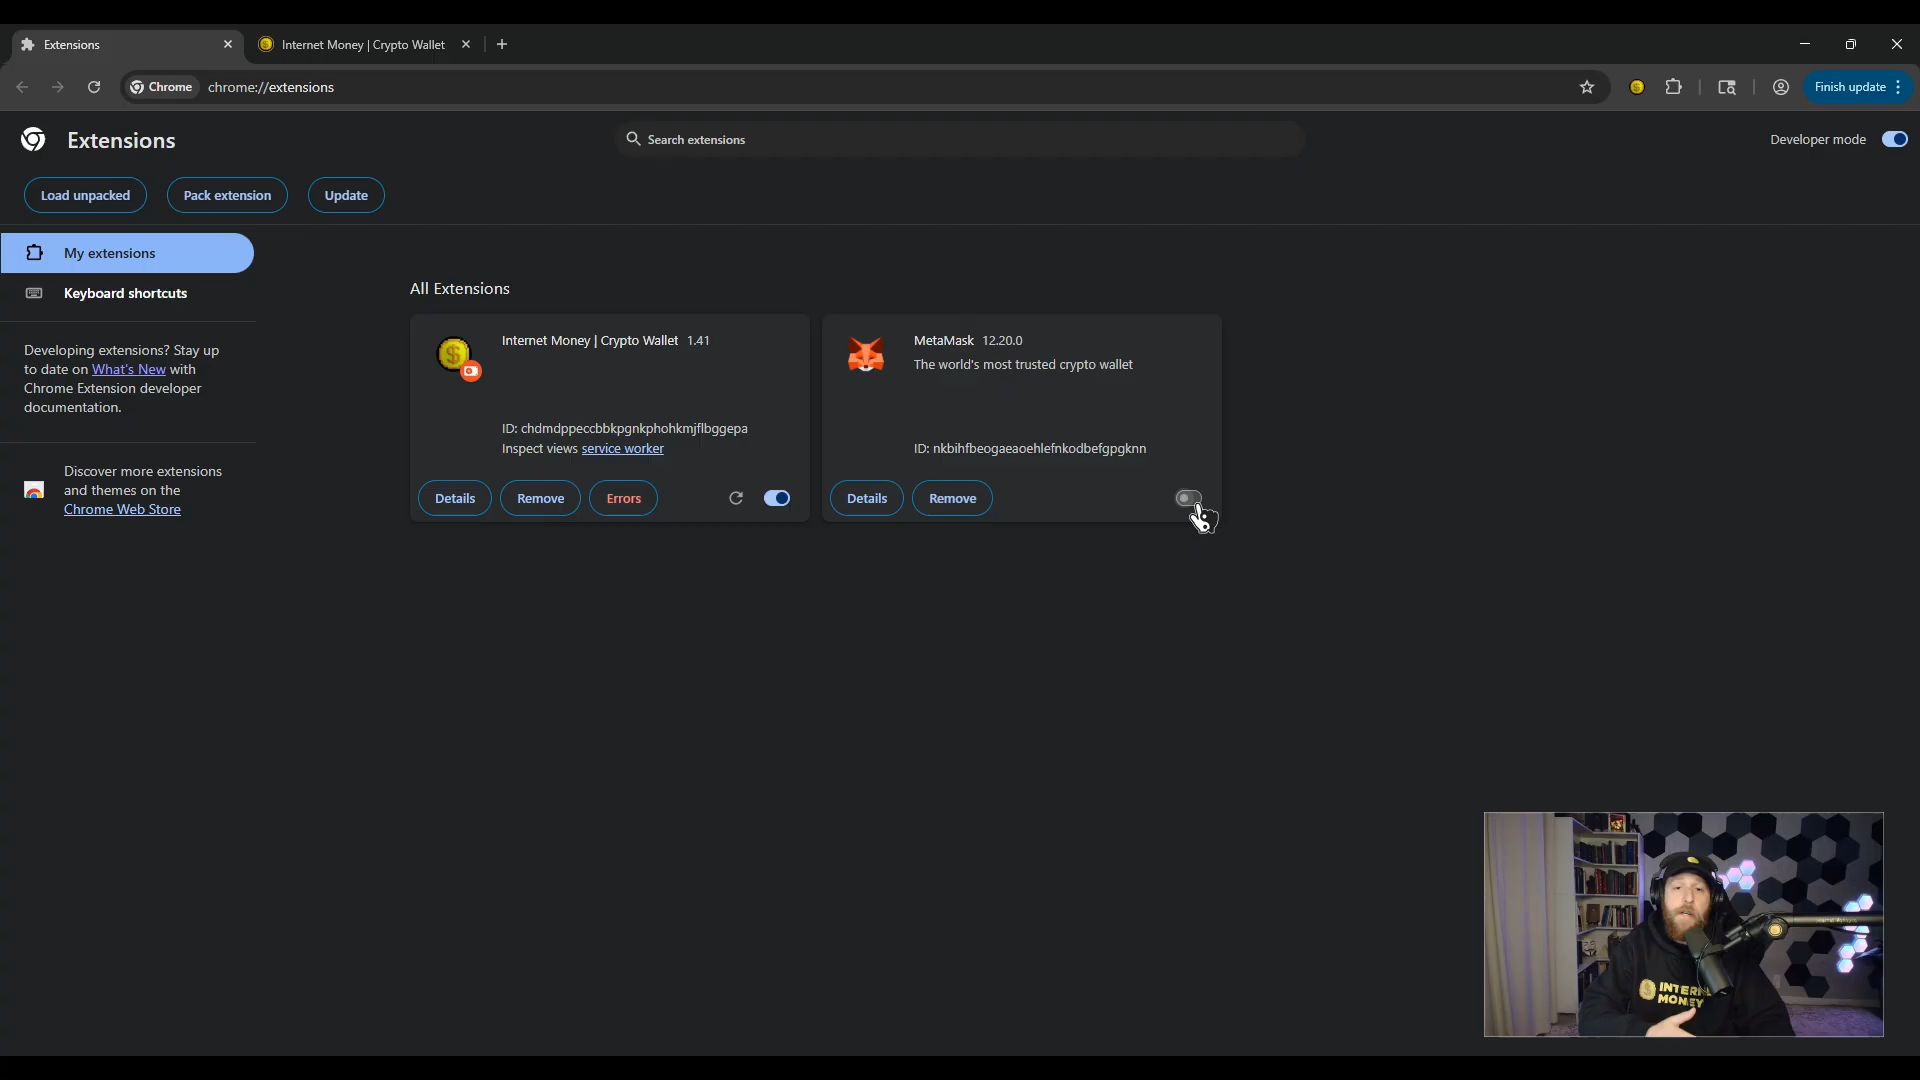 Extensions
Internet Money | Crypto Wallet
Chrome
chrome://extensions
Finish update
Extensions
Search extensions
Developer mode
Load unpacked
Pack extension
Update
My extensions
Keyboard shortcuts
Developing extensions? Stay up
to date on What's New with
Chrome Extension developer
documentation.
Discover more extensions
and themes on the
Chrome Web Store
All Extensions
Internet Money | Crypto Wallet 1.41
ID: chdmdppeccbbkpgnkphohkmjflbggepa
Inspect views service worker
Details
Remove
Errors
MetaMask 12.20.0
The world's most trusted crypto wallet
ID: nkbihfbeogaeaoehlefnkodbefgpgknn
Details
Remove
MONEY